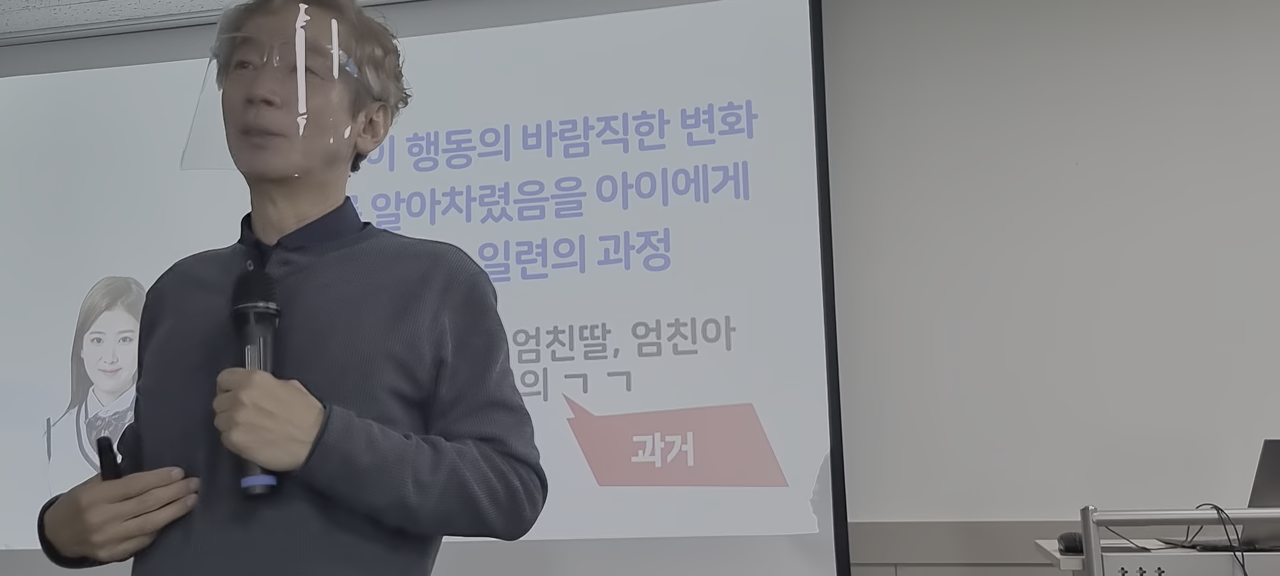 행동의 바람직한 변화
알아차렸음을 아이에게
일련의 과정
엄친딸, 엄친아
의 ㄱ ㄱ
과거